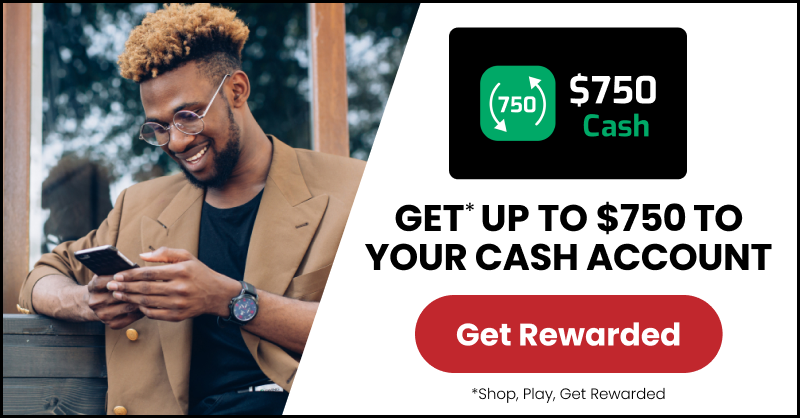 750
$750
Cash
GET* UP TO $750 TO
YOUR CASH ACCOUNT
Get Rewarded
*Shop, Play, Get Rewarded